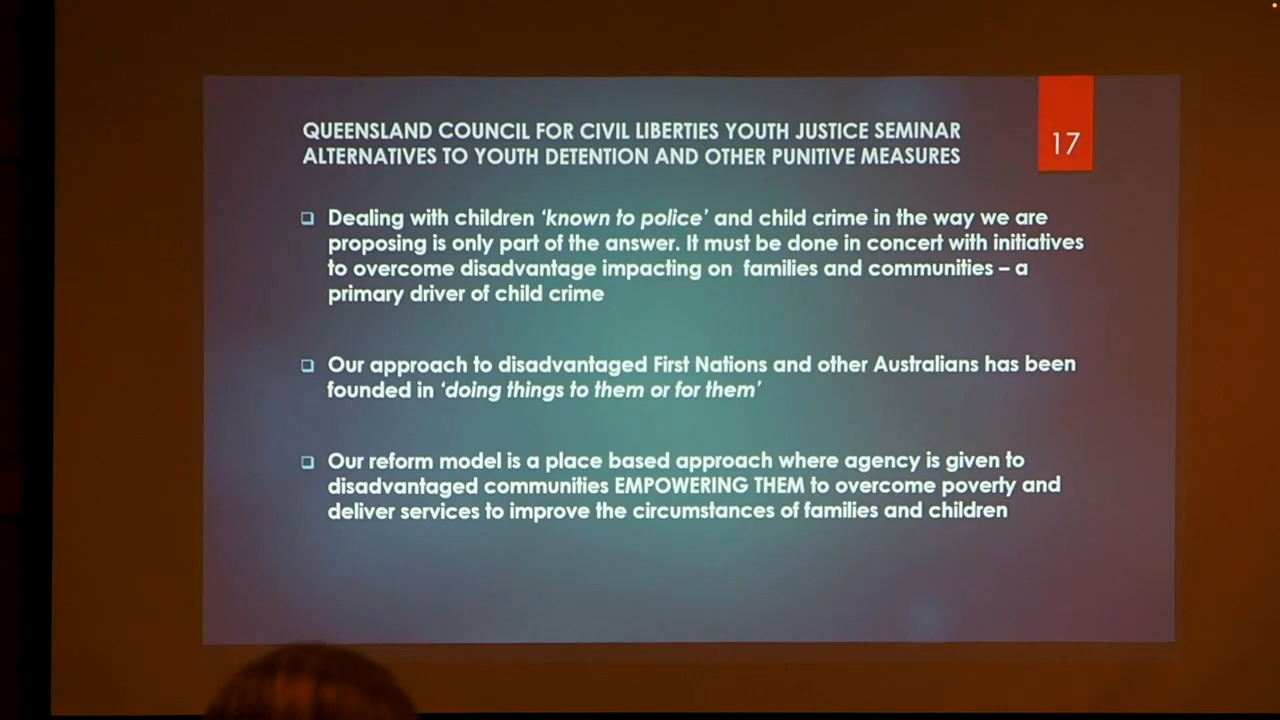 QUEENSLAND COUNCIL FOR CIVIL LIBERTIES YOUTH JUSTICE SEMINAR
ALTERNATIVES TO YOUTH DETENTION AND OTHER PUNITIVE MEASURES
17
❑ Dealing with children ‘known to police’ and child crime in the way we are
proposing is only part of the answer. It must be done in concert with initiatives
to overcome disadvantage impacting on families and communities – a
primary driver of child crime
❑ Our approach to disadvantaged First Nations and other Australians has been
founded in ‘doing things to them or for them’
❑ Our reform model is a place based approach where agency is given to
disadvantaged communities EMPOWERING THEM to overcome poverty and
deliver services to improve the circumstances of families and children